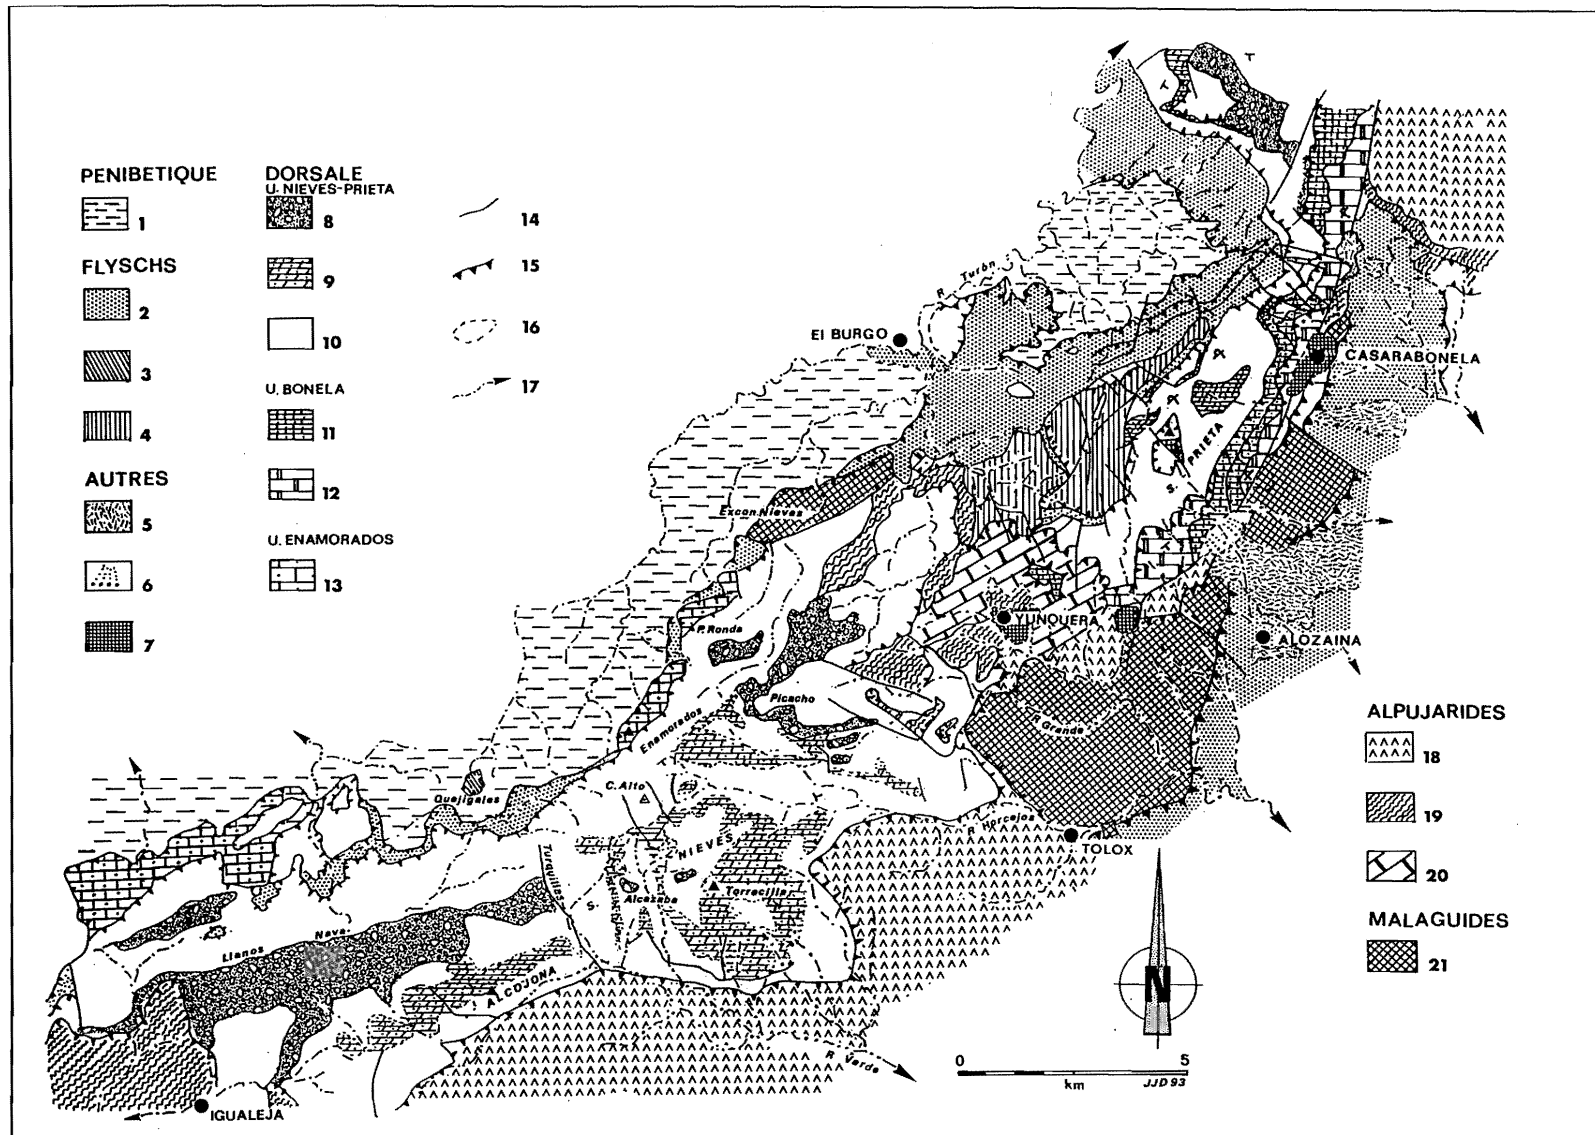 PENIBETIQUE
1
FLYSCHS
2
3
4
AUTRES
5
6
7
DORSALE
U. NIEVES-PRIETA
8
9
10
U. BONELA
11
12
U. ENAMORADOS
13
14
15
16
17
ALPUJARIDES
18
19
20
MALAGUIDES
21
R. Turón
El BURGO
CASARABONELA
S. PRIETA
Excon. Nieves
YUNQUERA
ALOZAINA
P. Ronda
Picacho
Enamorados
R. Grande
Quejigales
C. Alto
R. Horcajos
TOLOX
S. NIEVES
Turquillas
Alcazaba
Torrecilla
Llanos Nava
ALCOJONA
R. Verde
IGUALEJA
N
0 5
km
JJD 93